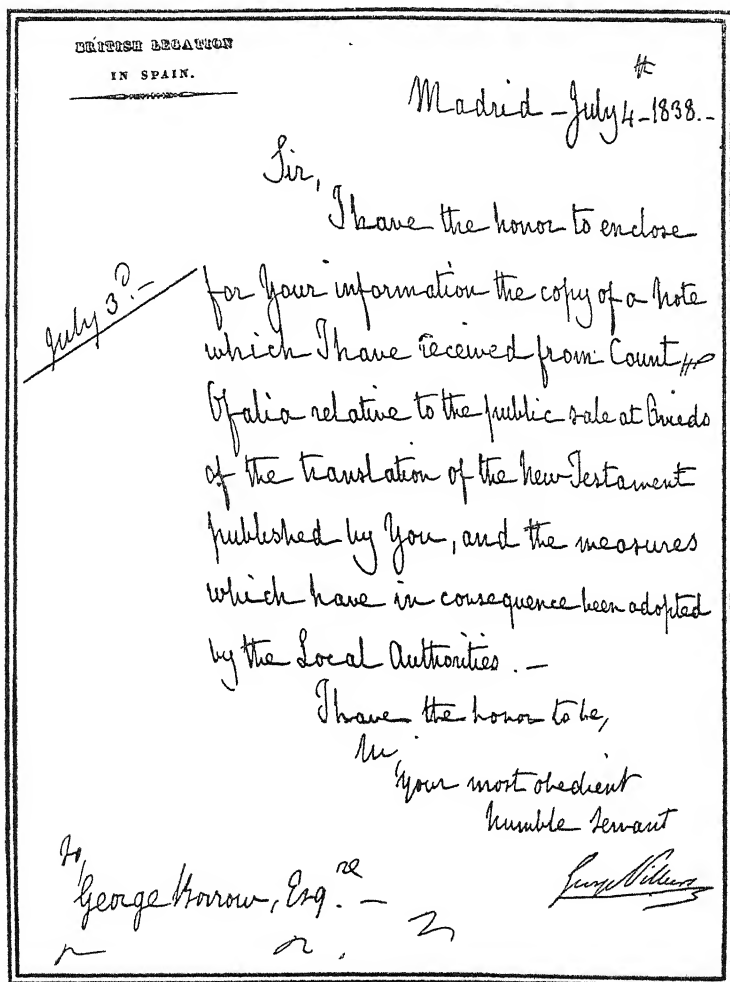 BRITISH LEGATION
IN SPAIN.
Madrid - July 4th - 1838. -
Sir,
I have the honor to enclose
July 3d. -
for Your information the copy of a Note
which I have received from Count
Ofalia relative to the public sale at Oviedo
of the translation of the New Testament
published by You, and the measures
which have in consequence been adopted
by the Local Authorities. -
I have the honor to be,
Sir,
Your most obedient
humble servant
George Villiers
To,
George Borrow, Esq.re -